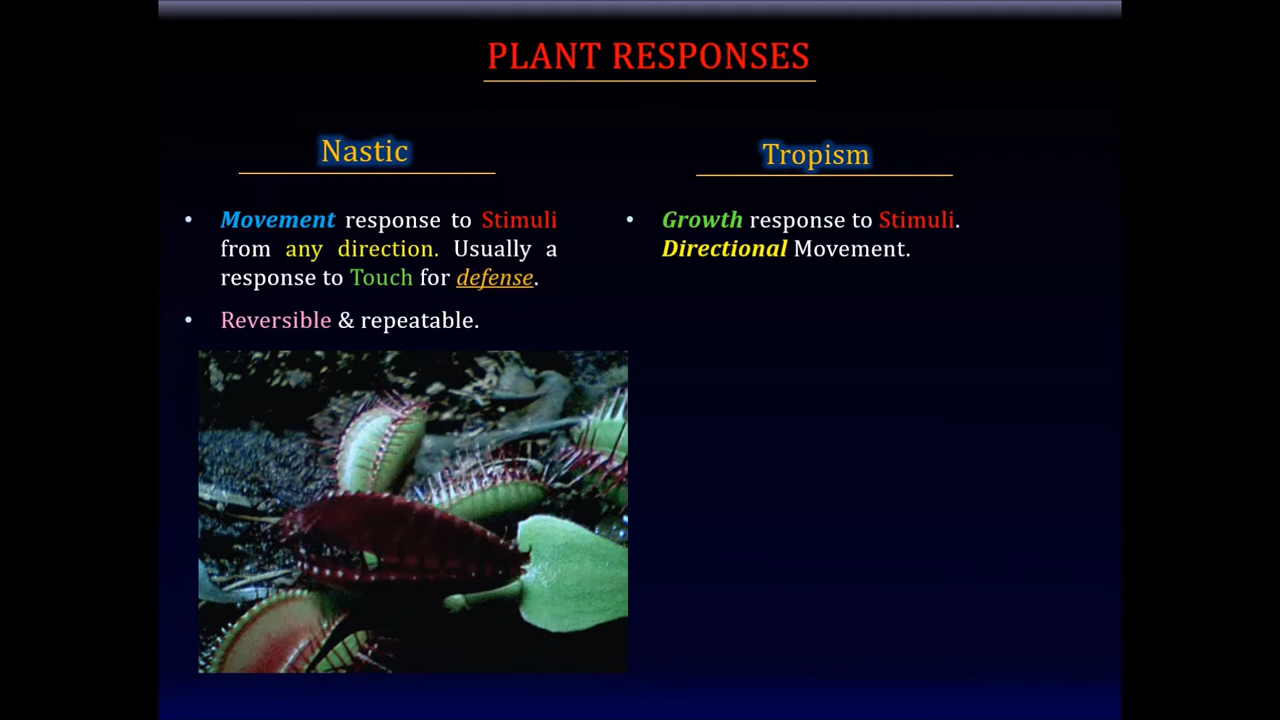 PLANT RESPONSES
Nastic
• Movement response to Stimuli
from any direction. Usually a
response to Touch for defense.
• Reversible & repeatable.
Tropism
• Growth response to Stimuli.
Directional Movement.